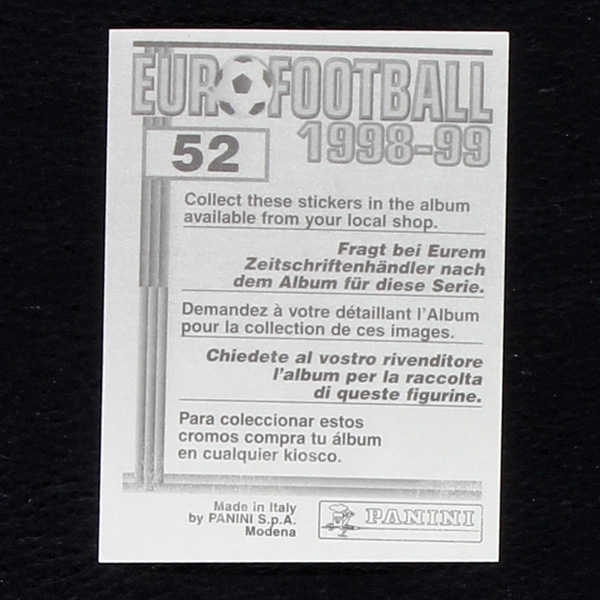 EUROFOOTBALL
1998-99
52
Collect these stickers in the album
available from your local shop.
Fragt bei Eurem
Zeitschriftenhändler nach
dem Album für diese Serie.
Demandez à votre détaillant l'Album
pour la collection de ces images.
Chiedete al vostro rivenditore
l'album per la raccolta
di queste figurine.
Para coleccionar estos
cromos compra tu álbum
en cualquier kiosco.
Made in Italy
by PANINI S.p.A.
Modena
PANINI